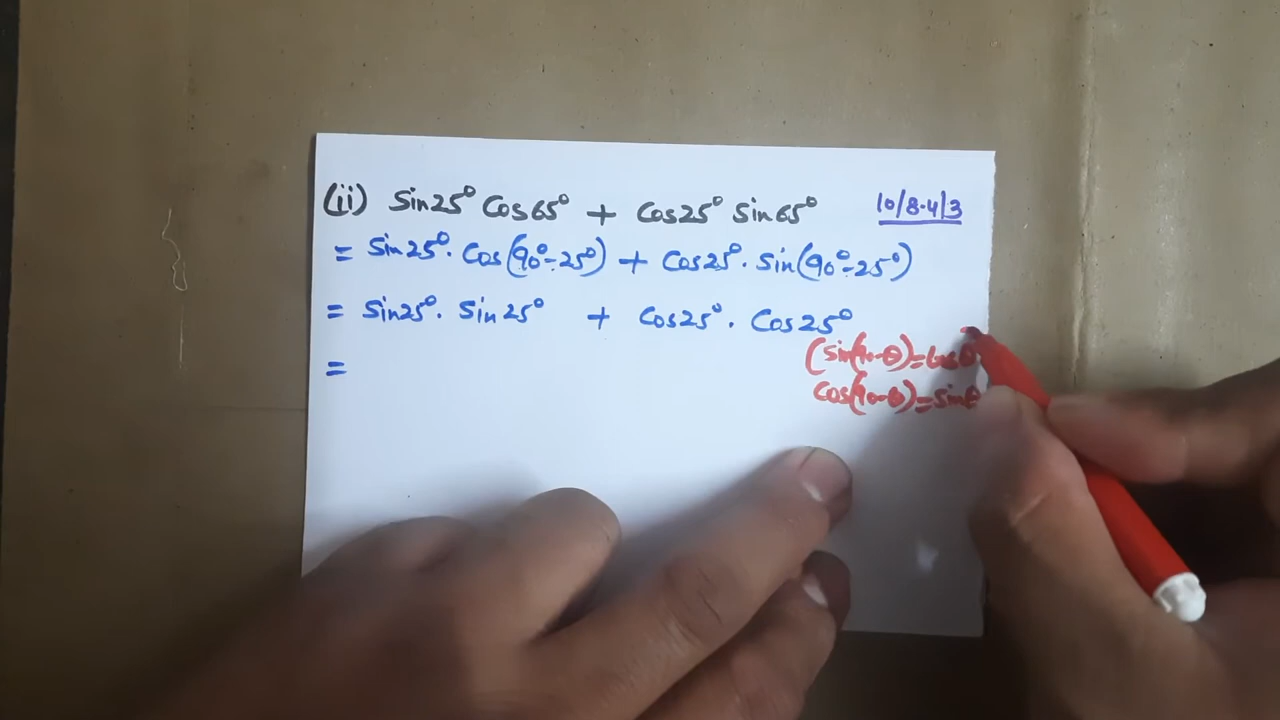 (ii) Sin25° Cos65° + Cos25° Sin65°
10/8.4/3
= Sin25°. Cos(90°-25°) + Cos25°. Sin(90°-25°)
= Sin25°. Sin25° + Cos25°. Cos25°
(Sin(90-θ)=Cosθ
=
Cos(90-θ)=Sinθ